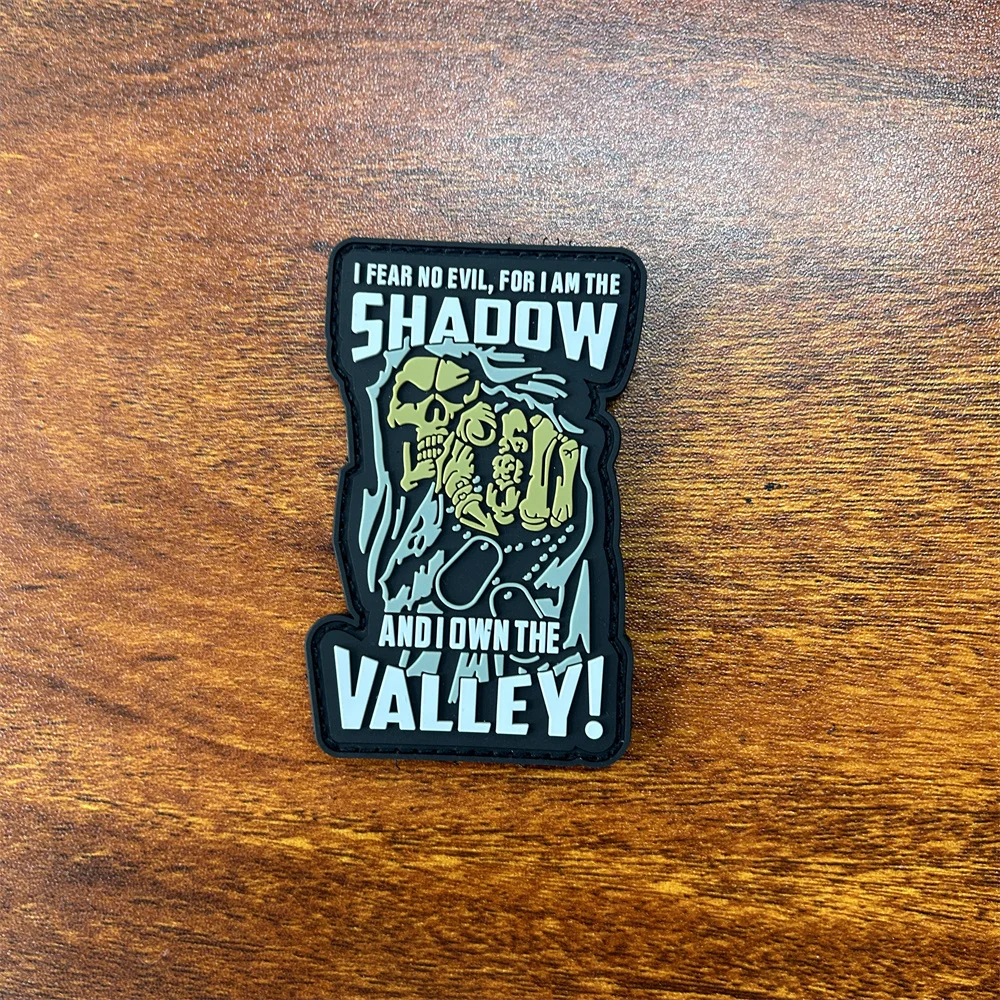 I FEAR NO EVIL, FOR I AM THE
SHADOW
AND I OWN THE
VALLEY!